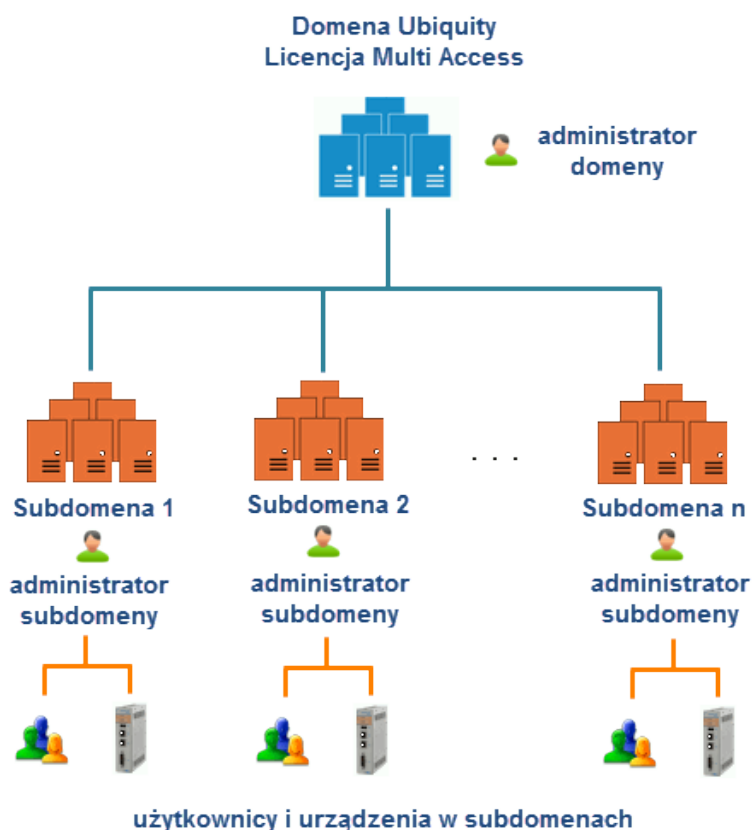 Domena Ubiquity
Licencja Multi Access
administrator
domeny
. . .
Subdomena 1
Subdomena 2
Subdomena n
administrator
subdomeny
administrator
subdomeny
administrator
subdomeny
użytkownicy i urządzenia w subdomenach